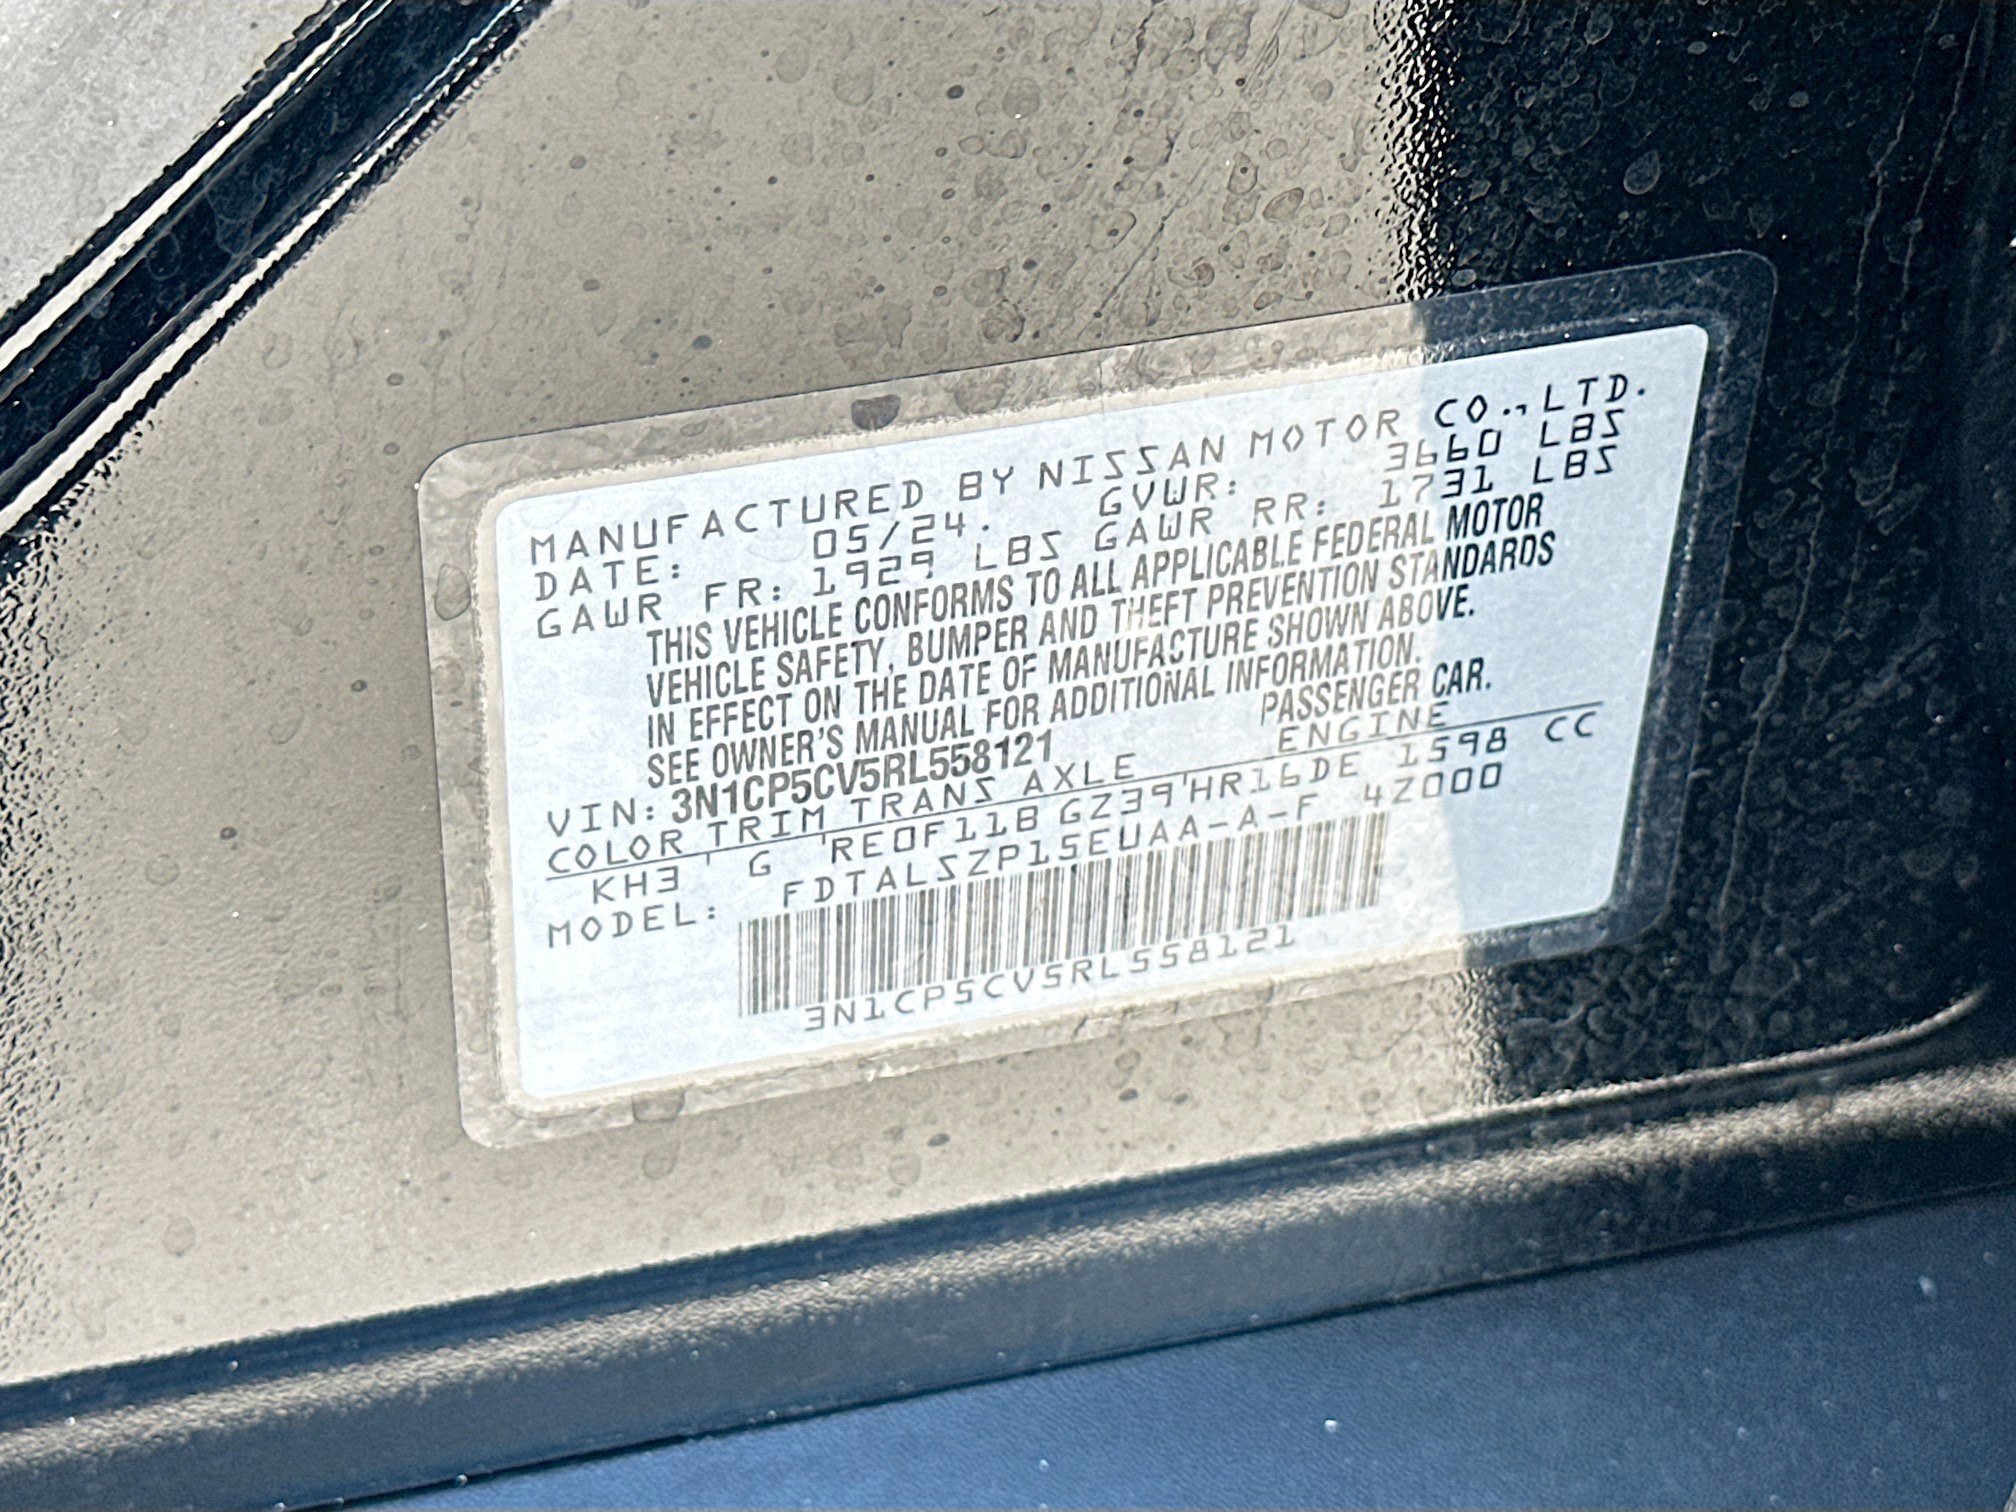 MANUFACTURED BY NISSAN MOTOR CO.,LTD.
DATE: 05/24. GVWR: 3660 LBS
GAWR FR: 1929 LBS GAWR RR: 1731 LBS
THIS VEHICLE CONFORMS TO ALL APPLICABLE FEDERAL MOTOR
VEHICLE SAFETY, BUMPER AND THEFT PREVENTION STANDARDS
IN EFFECT ON THE DATE OF MANUFACTURE SHOWN ABOVE.
SEE OWNER'S MANUAL FOR ADDITIONAL INFORMATION.
VIN: 3N1CP5CV5RL558121 PASSENGER CAR.
COLOR TRIM TRANS AXLE ENGINE
KH3 G RE0F11B GZ39 HR16DE 1598 CC
MODEL: FDTALSZP15EUAA-A-F 4Z000
3N1CP5CV5RL558121